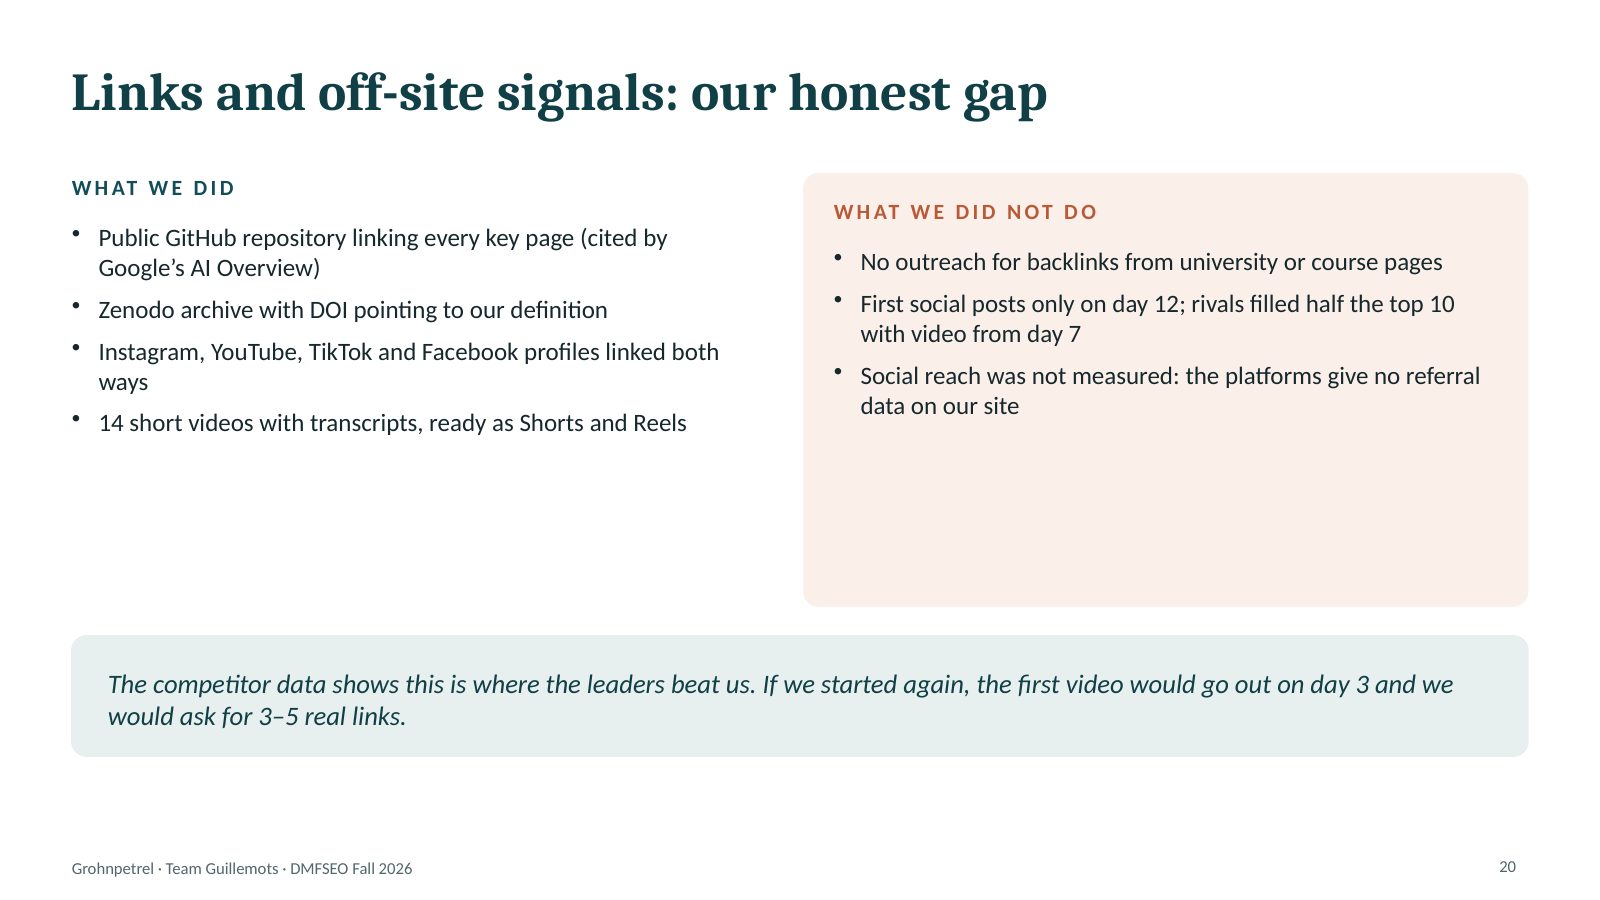 Links and off-site signals: our honest gap
WHAT WE DID
• Public GitHub repository linking every key page (cited by
Google’s AI Overview)
• Zenodo archive with DOI pointing to our definition
• Instagram, YouTube, TikTok and Facebook profiles linked both
ways
• 14 short videos with transcripts, ready as Shorts and Reels
WHAT WE DID NOT DO
• No outreach for backlinks from university or course pages
• First social posts only on day 12; rivals filled half the top 10
with video from day 7
• Social reach was not measured: the platforms give no referral
data on our site
The competitor data shows this is where the leaders beat us. If we started again, the first video would go out on day 3 and we
would ask for 3–5 real links.
Grohnpetrel · Team Guillemots · DMFSEO Fall 2026
20